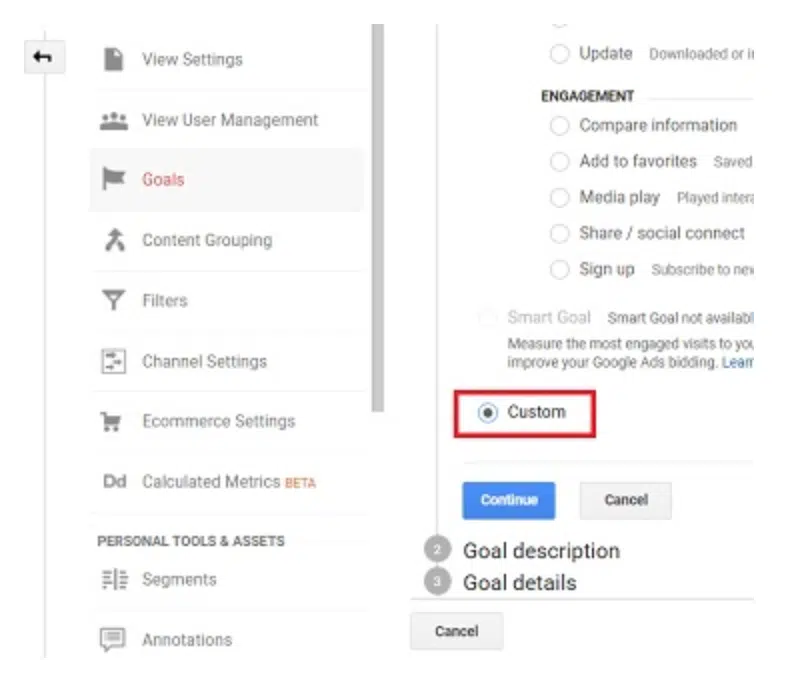 View Settings
View User Management
Goals
Content Grouping
Filters
Channel Settings
Ecommerce Settings
Dd Calculated Metrics BETA
PERSONAL TOOLS & ASSETS
Segments
Annotations
Update Downloaded or i
ENGAGEMENT
Compare information
Add to favorites Saved
Media play Played inter
Share / social connect
Sign up Subscribe to nev
Smart Goal Smart Goal not availabl
Measure the most engaged visits to you
improve your Google Ads bidding. Learn
Custom
Continue Cancel
2 Goal description
3 Goal details
Cancel